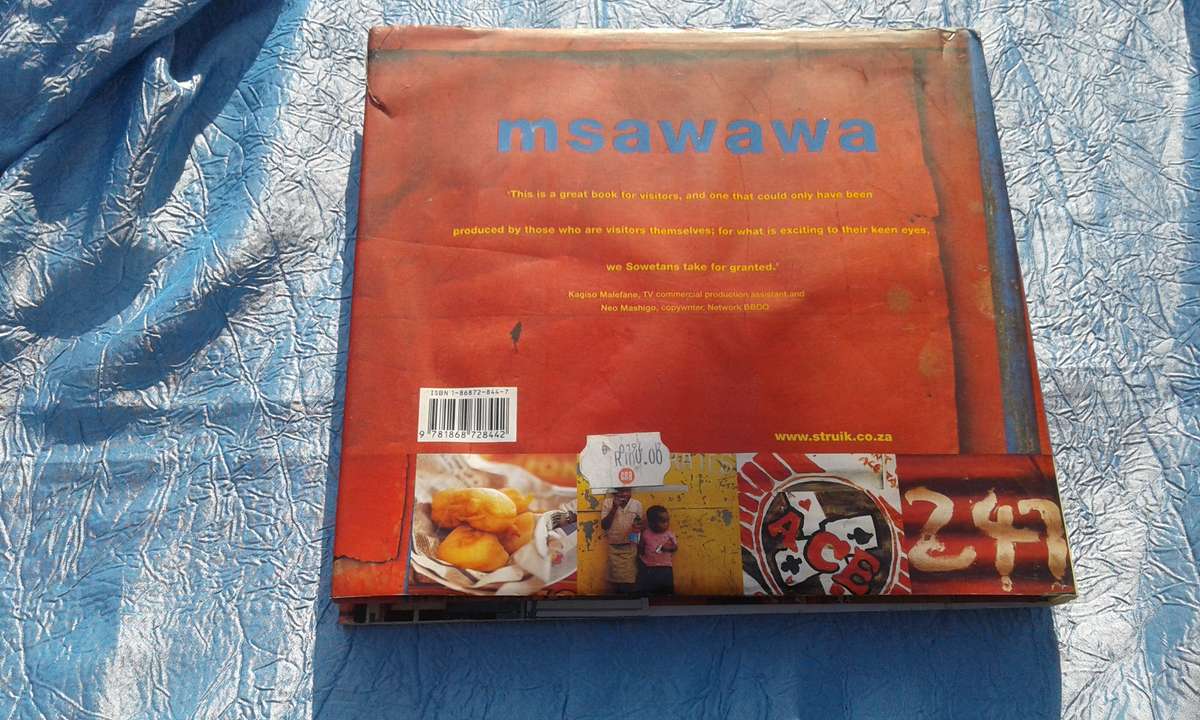 msawawa
'This is a great book for visitors, and one that could only have been
produced by those who are visitors themselves; for what is exciting to their keen eyes,
we Sowetans take for granted.'
Kagiso Malefane, TV commercial production assistant and
Neo Mashigo, copywriter, Network BBDO
ISBN 1-86872-844-7
9 781868 728442
www.struik.co.za
ACE
247